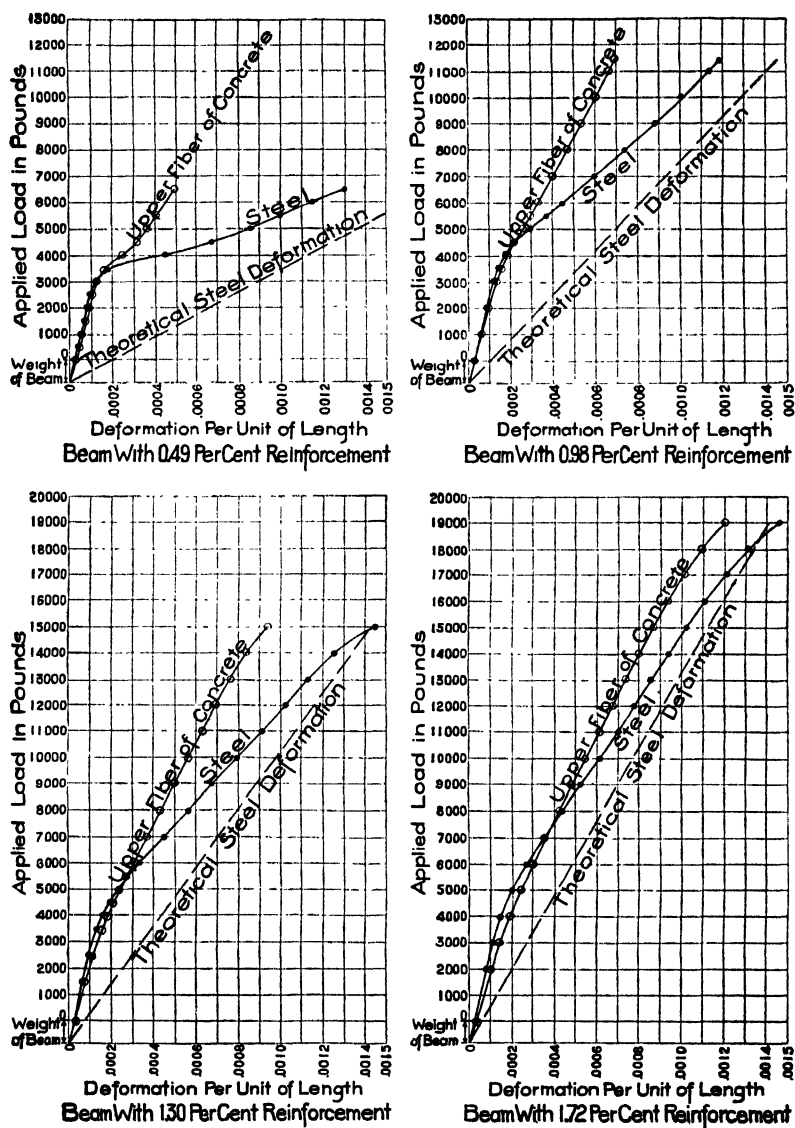 13000
12000
11000
10000
9000
8000
7000
6000
5000
4000
3000
2000
1000
0
Weight
of Beam
Applied Load in Pounds
Upper Fiber of Concrete
Steel
Theoretical Steel Deformation
0 .0002 .0004 .0006 .0008 .0010 .0012 .0014 .0015
Deformation Per Unit of Length
Beam With 0.49 Per Cent Reinforcement
13000
12000
11000
10000
9000
8000
7000
6000
5000
4000
3000
2000
1000
0
Weight
of Beam
Applied Load in Pounds
Upper Fiber of Concrete
Steel
Theoretical Steel Deformation
0 .0002 .0004 .0006 .0008 .0010 .0012 .0014 .0015
Deformation Per Unit of Length
Beam With 0.98 Per Cent Reinforcement
20000
19000
18000
17000
16000
15000
14000
13000
12000
11000
10000
9000
8000
7000
6000
5000
4000
3000
2000
1000
0
Weight
of Beam
Applied Load in Pounds
Upper Fiber of Concrete
Steel
Theoretical Steel Deformation
0 .0002 .0004 .0006 .0008 .0010 .0012 .0014 .0015
Deformation Per Unit of Length
Beam With 1.30 Per Cent Reinforcement
20000
19000
18000
17000
16000
15000
14000
13000
12000
11000
10000
9000
8000
7000
6000
5000
4000
3000
2000
1000
0
Weight
of Beam
Applied Load in Pounds
Upper Fiber of Concrete
Steel
Theoretical Steel Deformation
0 .0002 .0004 .0006 .0008 .0010 .0012 .0014 .0015
Deformation Per Unit of Length
Beam With 1.72 Per Cent Reinforcement